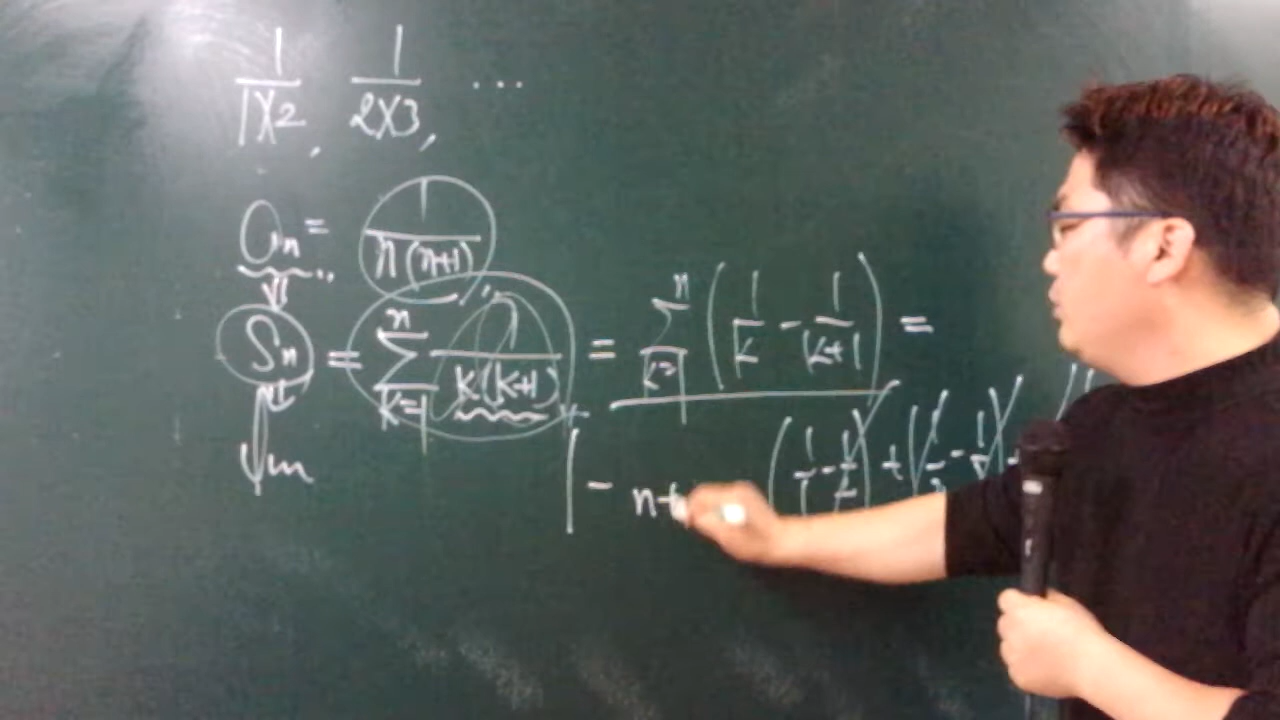 1/1×2, 1/2×3, ...
aₙ = 1/n(n+1)
Sₙ = Σ_{k=1}^{n} 1/k(k+1) = Σ_{k=1}^{n} (1/k - 1/k+1) =
1 - n+1 (1/1 - 1/2) + (1/2 -